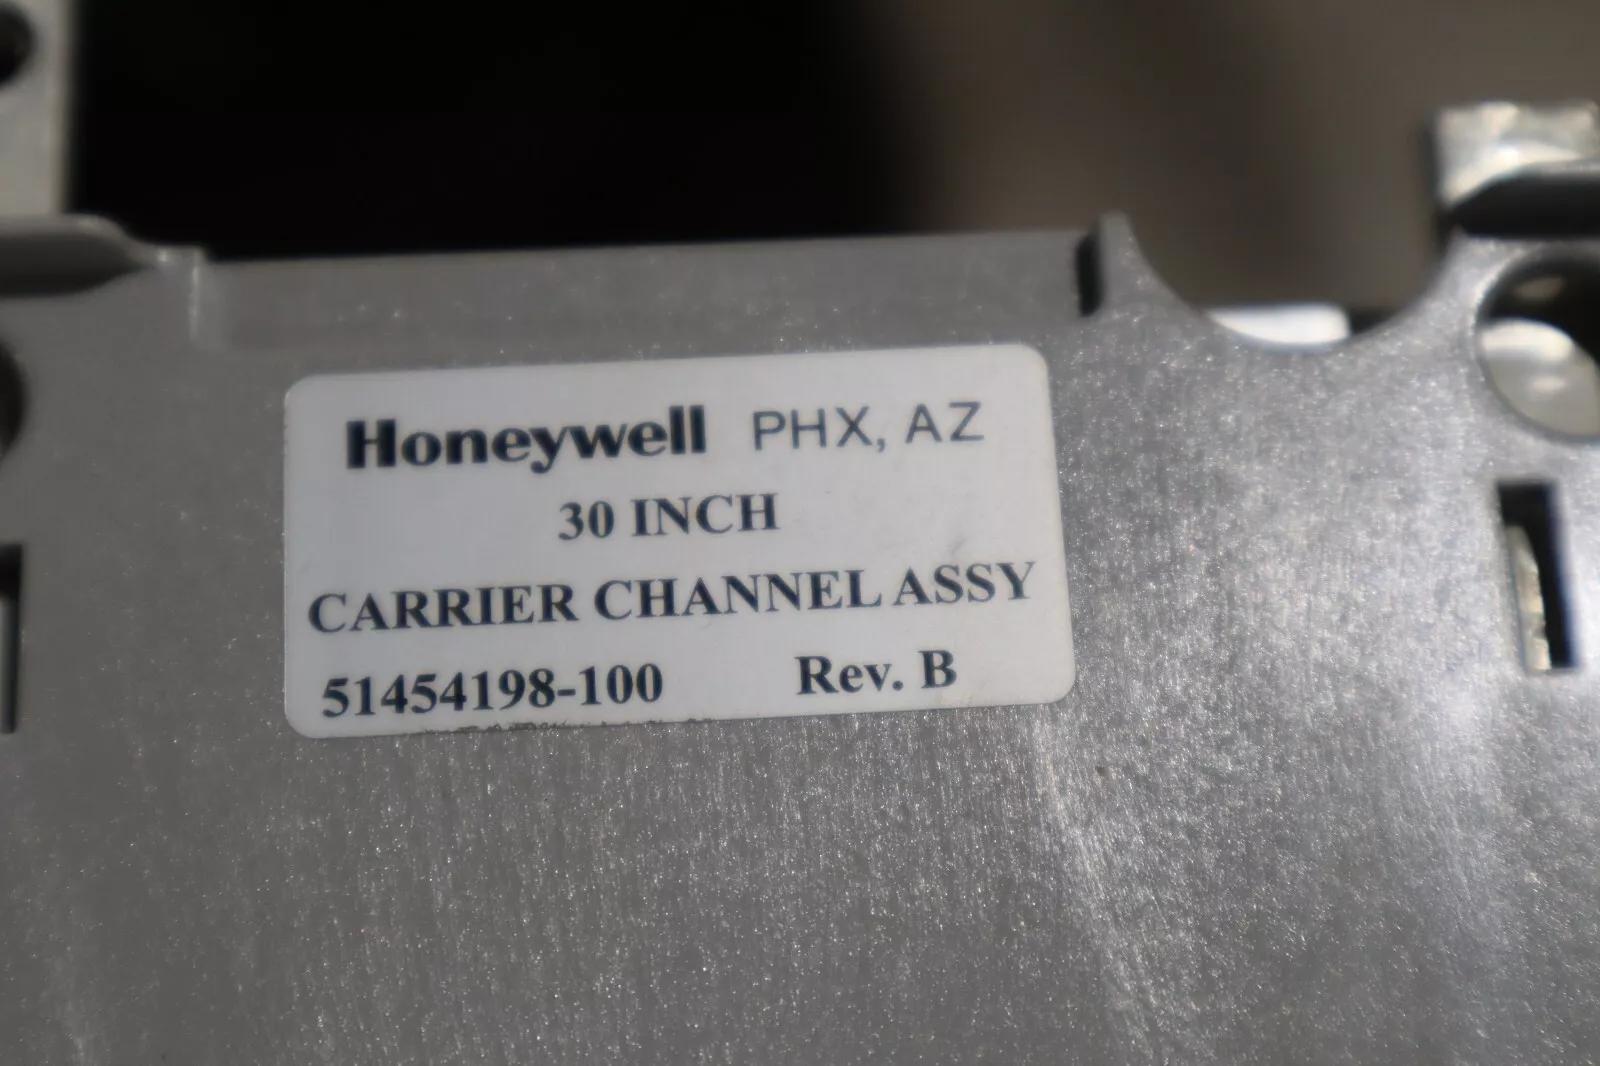 Honeywell PHX, AZ
30 INCH
CARRIER CHANNEL ASSY
51454198-100 Rev. B